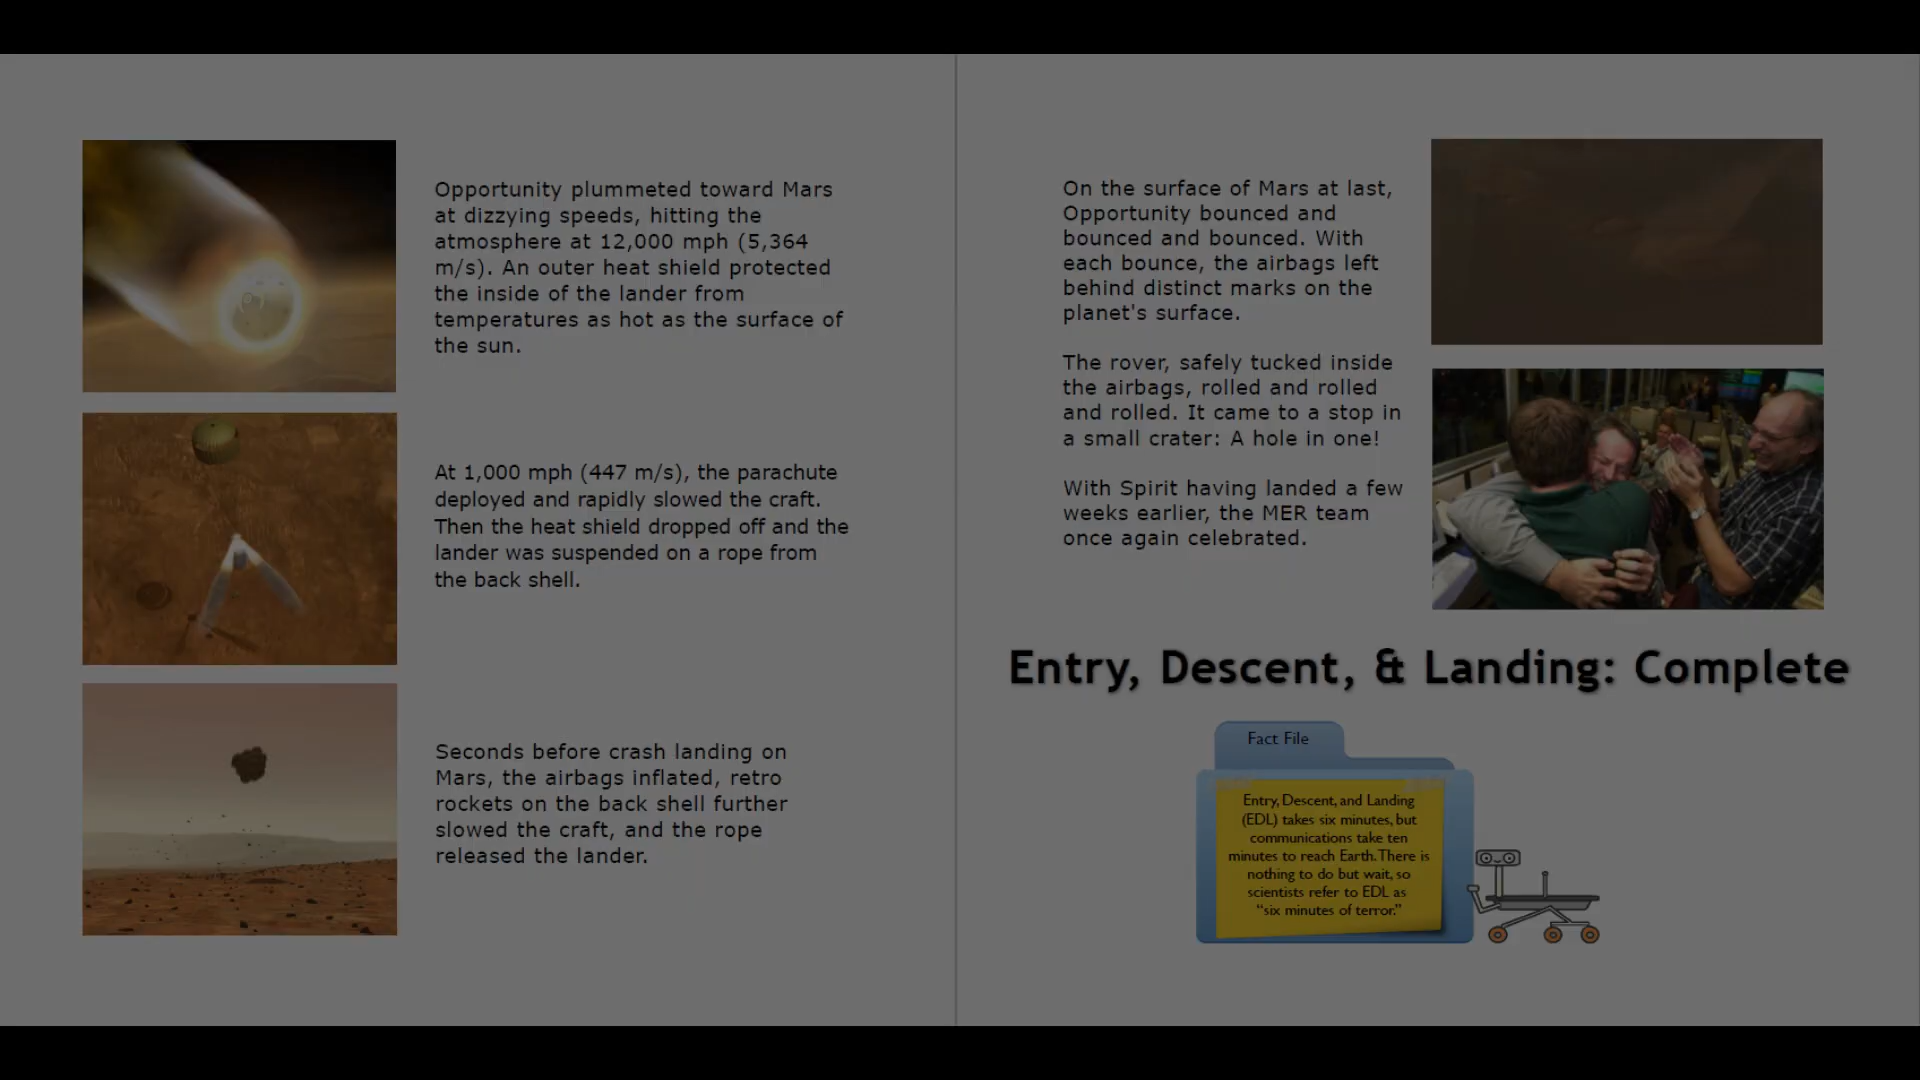 Opportunity plummeted toward Mars
at dizzying speeds, hitting the
atmosphere at 12,000 mph (5,364
m/s). An outer heat shield protected
the inside of the lander from
temperatures as hot as the surface of
the sun.
At 1,000 mph (447 m/s), the parachute
deployed and rapidly slowed the craft.
Then the heat shield dropped off and the
lander was suspended on a rope from
the back shell.
Seconds before crash landing on
Mars, the airbags inflated, retro
rockets on the back shell further
slowed the craft, and the rope
released the lander.
On the surface of Mars at last,
Opportunity bounced and
bounced and bounced. With
each bounce, the airbags left
behind distinct marks on the
planet's surface.
The rover, safely tucked inside
the airbags, rolled and rolled
and rolled. It came to a stop in
a small crater: A hole in one!
With Spirit having landed a few
weeks earlier, the MER team
once again celebrated.
Entry, Descent, & Landing: Complete
Fact File
Entry, Descent, and Landing
(EDL) takes six minutes, but
communications take ten
minutes to reach Earth. There is
nothing to do but wait, so
scientists refer to EDL as
“six minutes of terror.”